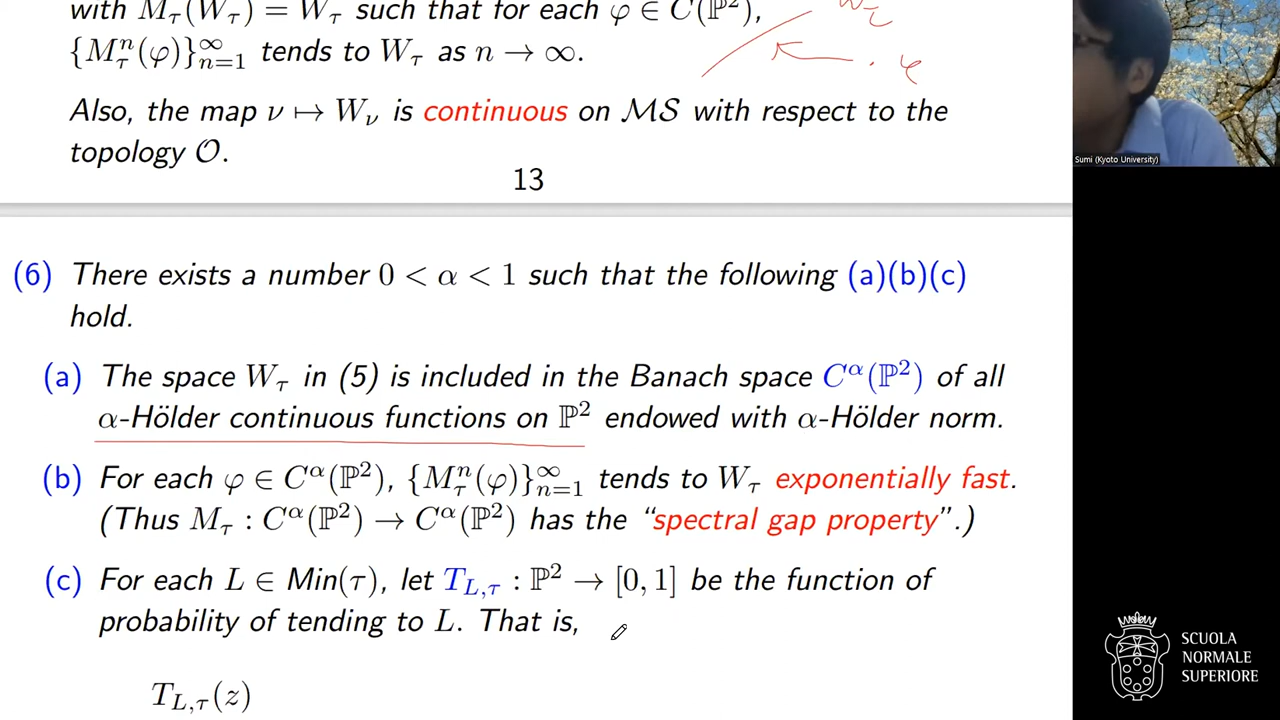 with M_τ(W_τ) = W_τ such that for each φ ∈ C(ℙ²),
{M_τ^n(φ)}_{n=1}^∞ tends to W_τ as n → ∞.
W_τ
φ
Also, the map ν ↦ W_ν is continuous on ℳ𝒮 with respect to the
topology 𝒪.
13
Sumi (Kyoto University)
(6) There exists a number 0 < α < 1 such that the following (a)(b)(c)
hold.
(a) The space W_τ in (5) is included in the Banach space C^α(ℙ²) of all
α-Hölder continuous functions on ℙ² endowed with α-Hölder norm.
(b) For each φ ∈ C^α(ℙ²), {M_τ^n(φ)}_{n=1}^∞ tends to W_τ exponentially fast.
(Thus M_τ : C^α(ℙ²) → C^α(ℙ²) has the “spectral gap property”.)
(c) For each L ∈ Min(τ), let T_{L,τ} : ℙ² → [0, 1] be the function of
probability of tending to L. That is,
T_{L,τ}(z)
SCUOLA
NORMALE
SUPERIORE